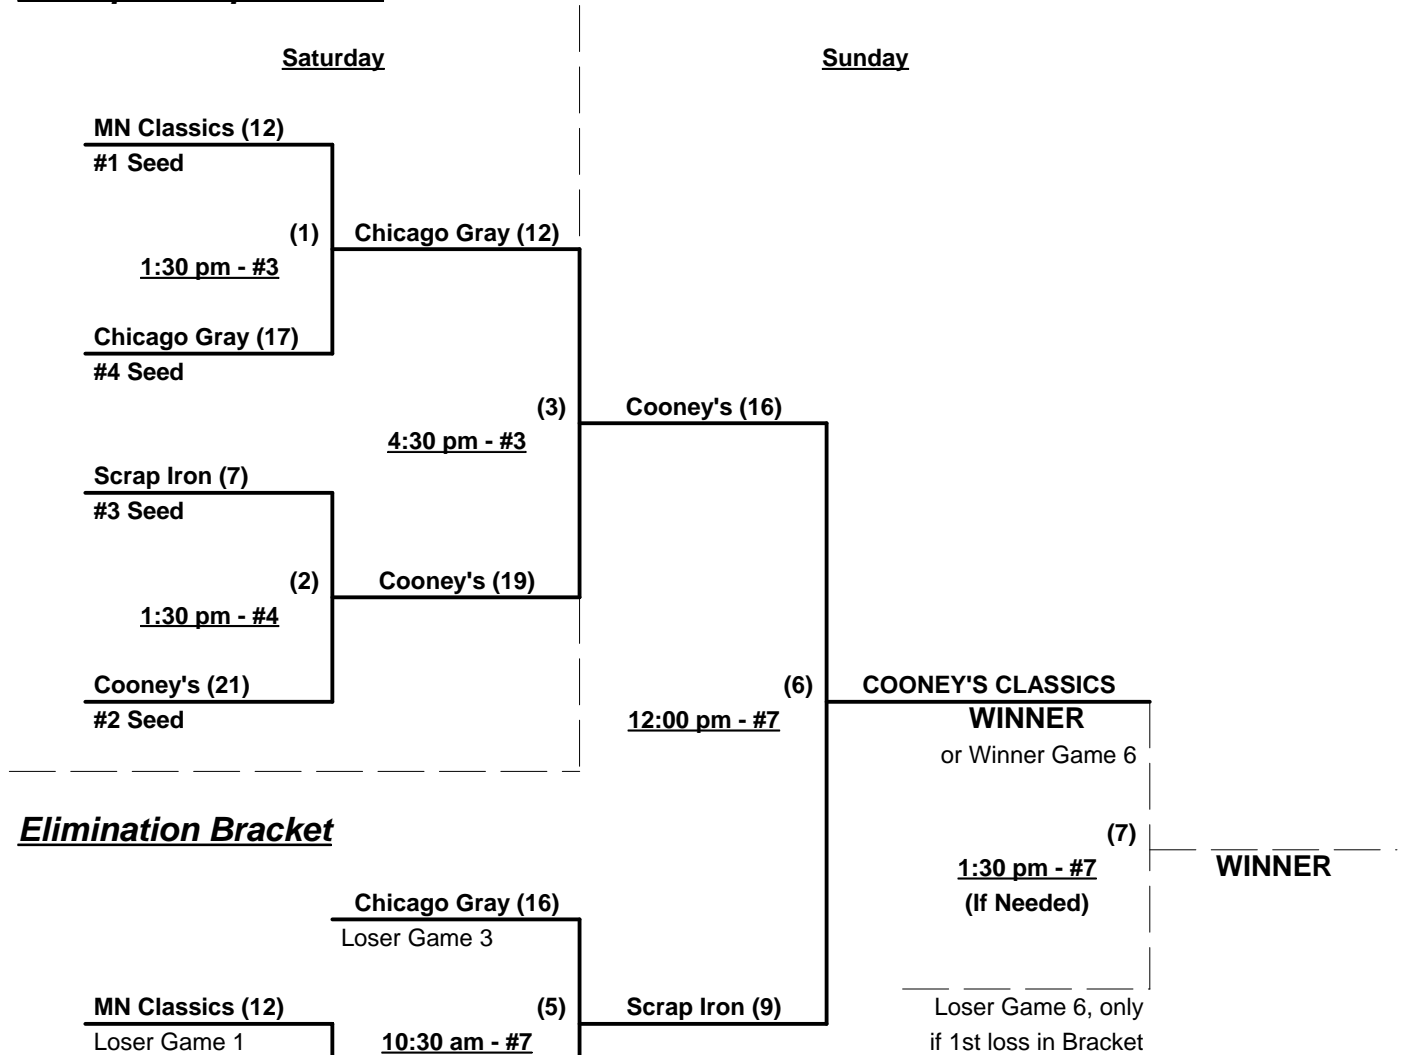 Saturday
Sunday
MN Classics (12)
#1 Seed
(1)
Chicago Gray (12)
1:30 pm - #3
Chicago Gray (17)
#4 Seed
(3)
Cooney's (16)
4:30 pm - #3
Scrap Iron (7)
#3 Seed
(2)
Cooney's (19)
1:30 pm - #4
Cooney's (21)
#2 Seed
(6)
COONEY'S CLASSICS
12:00 pm - #7
WINNER
or Winner Game 6
Elimination Bracket
(7)
1:30 pm - #7
WINNER
(If Needed)
Chicago Gray (16)
Loser Game 3
MN Classics (12)
(5)
Scrap Iron (9)
Loser Game 6, only
Loser Game 1
10:30 am - #7
if 1st loss in Bracket